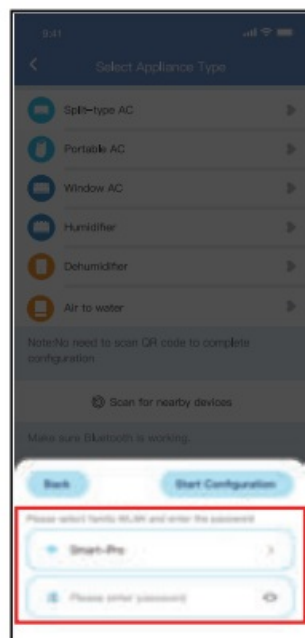 9:41
Select Appliance Type
Split-type AC
Portable AC
Window AC
Humidifier
Dehumidifier
Air to water
Note:No need to scan QR code to complete
configuration
Scan for nearby devices
Make sure Bluetooth is working.
Back
Start Configuration
Please select family WLAN and enter the password
Smart-Pro
Please enter password